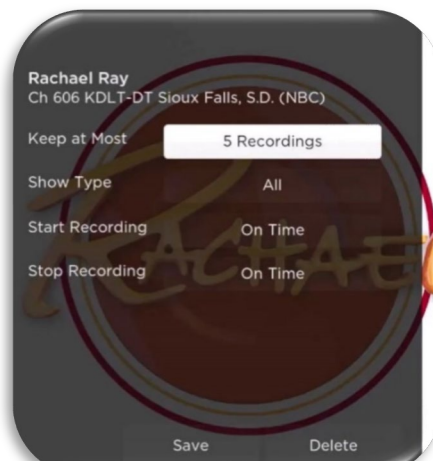 Rachael Ray
Ch 606 KDLT-DT Sioux Falls, S.D. (NBC)
Keep at Most 5 Recordings
Show Type All
Start Recording On Time
Stop Recording On Time
RACHAE
Save Delete